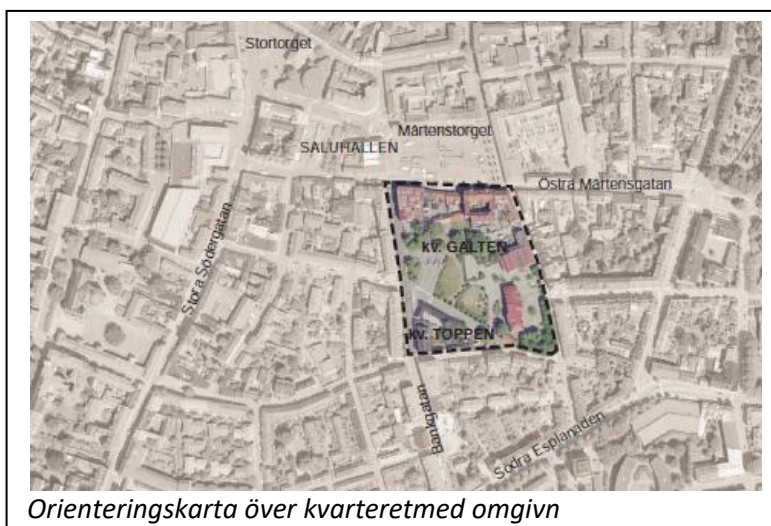 Stortorget
Mårtenstorget
SALUHALLEN
Östra Mårtensgatan
kv. GALTEN
Stora Södergatan
kv. TOPPEN
Bankgatan
Södra Esplanaden
Orienteringskarta över kvarteretmed omgivn